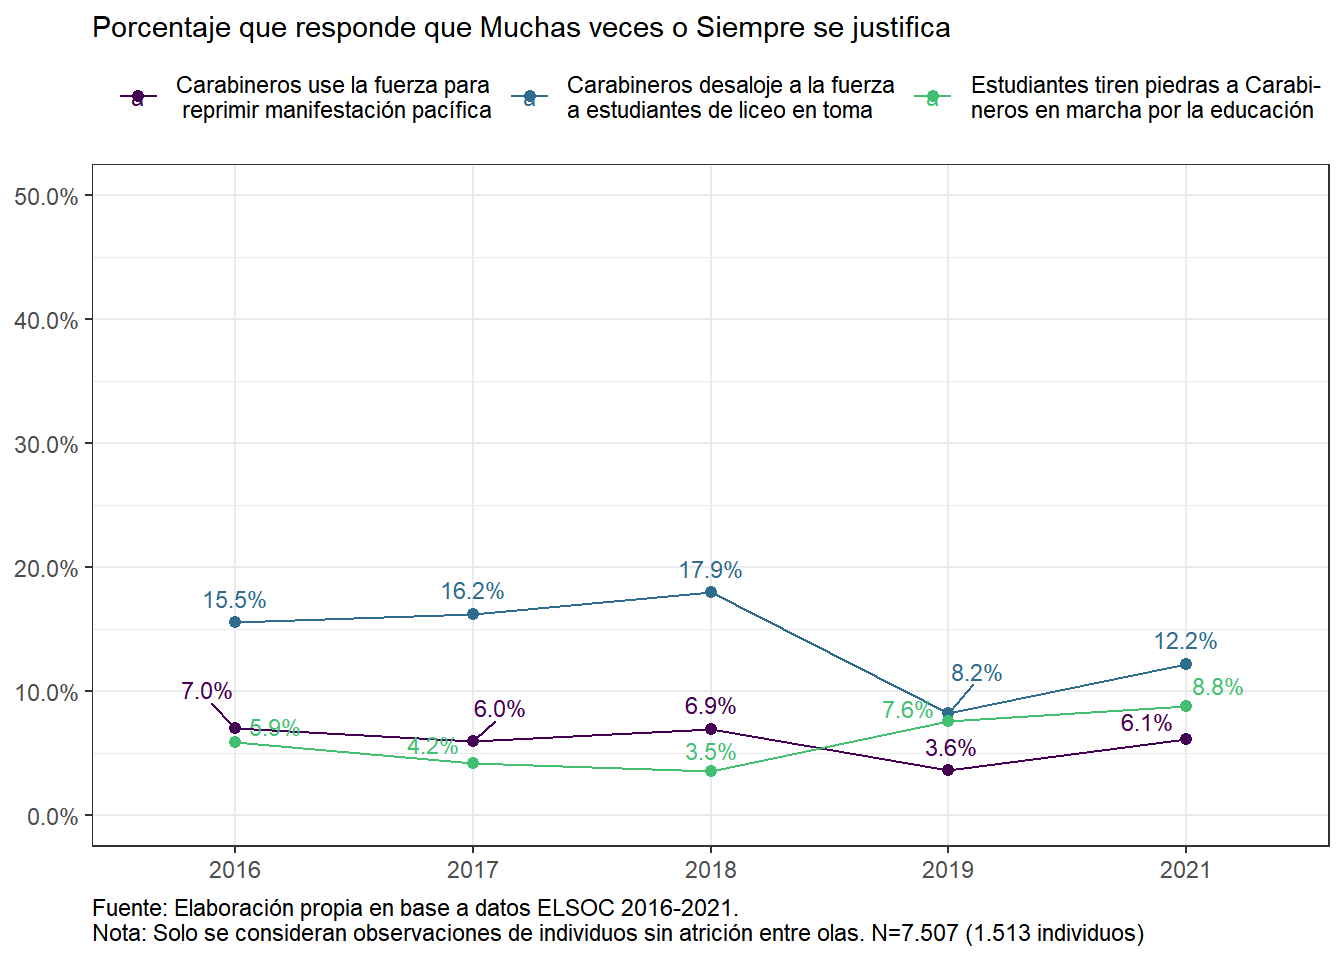 Porcentaje que responde que Muchas veces o Siempre se justifica
a Carabineros use la fuerza para
reprimir manifestación pacífica
a Carabineros desaloje a la fuerza
a estudiantes de liceo en toma
a Estudiantes tiren piedras a Carabi-
neros en marcha por la educación
50.0%
40.0%
30.0%
20.0%
10.0%
0.0%
15.5%
16.2%
17.9%
8.2%
12.2%
7.0%
6.0%
6.9%
3.6%
6.1%
5.9%
4.2%
3.5%
7.6%
8.8%
2016
2017
2018
2019
2021
Fuente: Elaboración propia en base a datos ELSOC 2016-2021.
Nota: Solo se consideran observaciones de individuos sin atrición entre olas. N=7.507 (1.513 individuos)